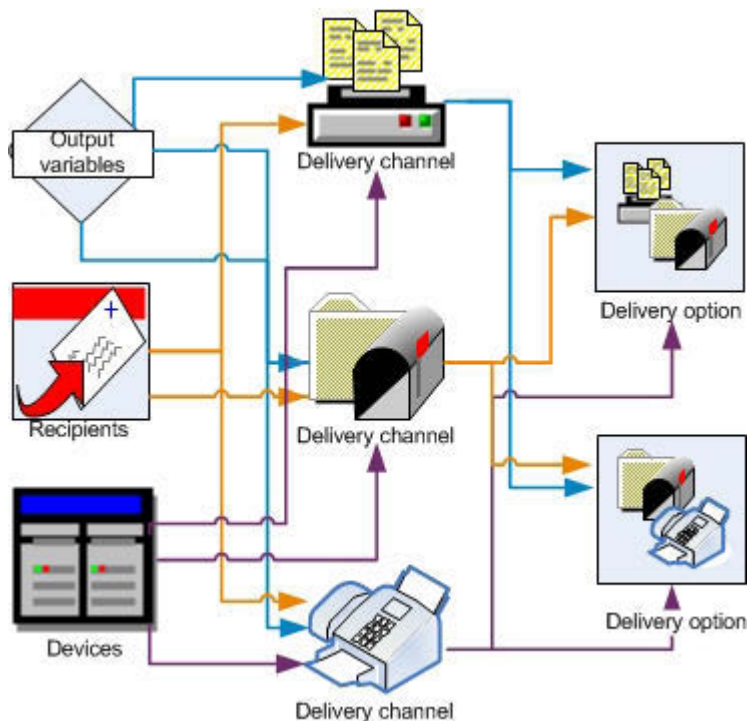 Output
variables
Delivery channel
Delivery option
Recipients
Delivery channel
Devices
Delivery option
Delivery channel